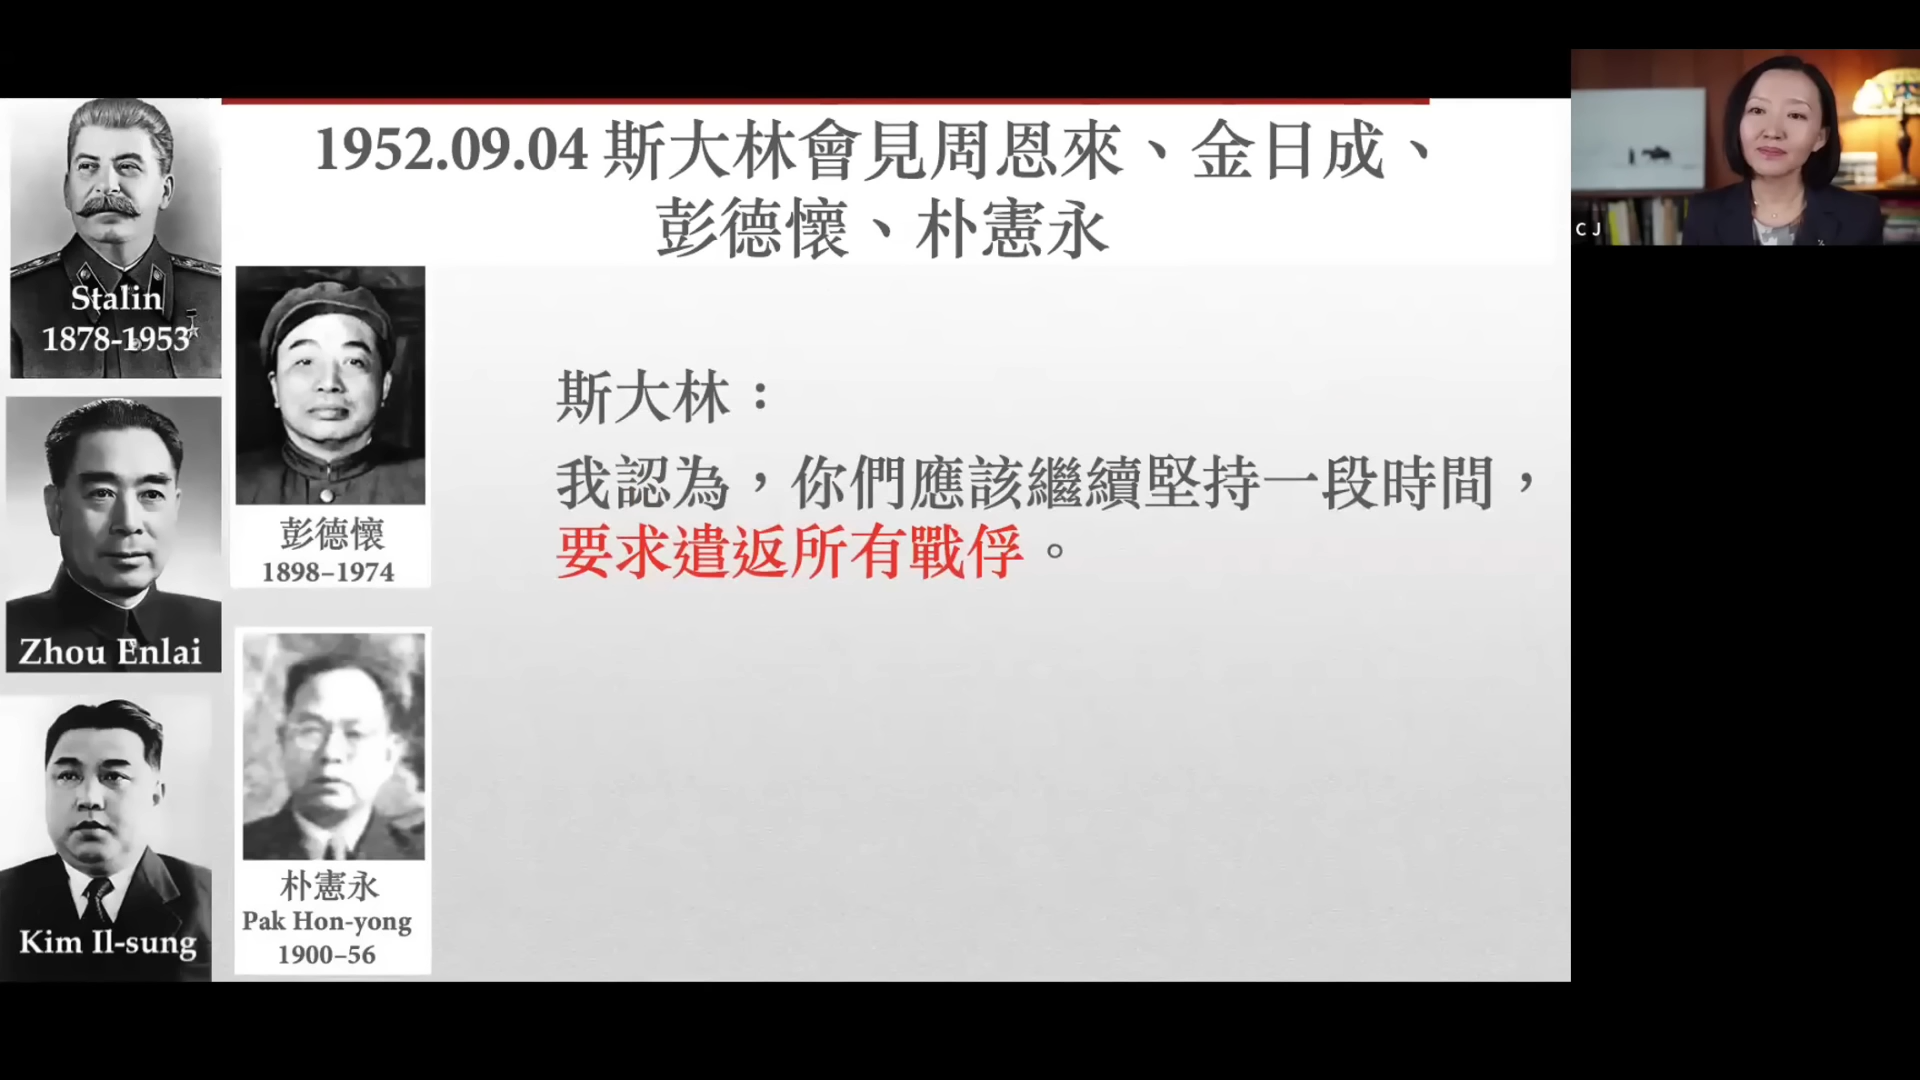 1952.09.04 斯大林會見周恩來、金日成、
彭德懷、朴憲永
Stalin
1878-1953
彭德懷
1898–1974
Zhou Enlai
Kim Il-sung
朴憲永
Pak Hon-yong
1900–56
斯大林：
我認為，你們應該繼續堅持一段時間，
要求遣返所有戰俘。
C J